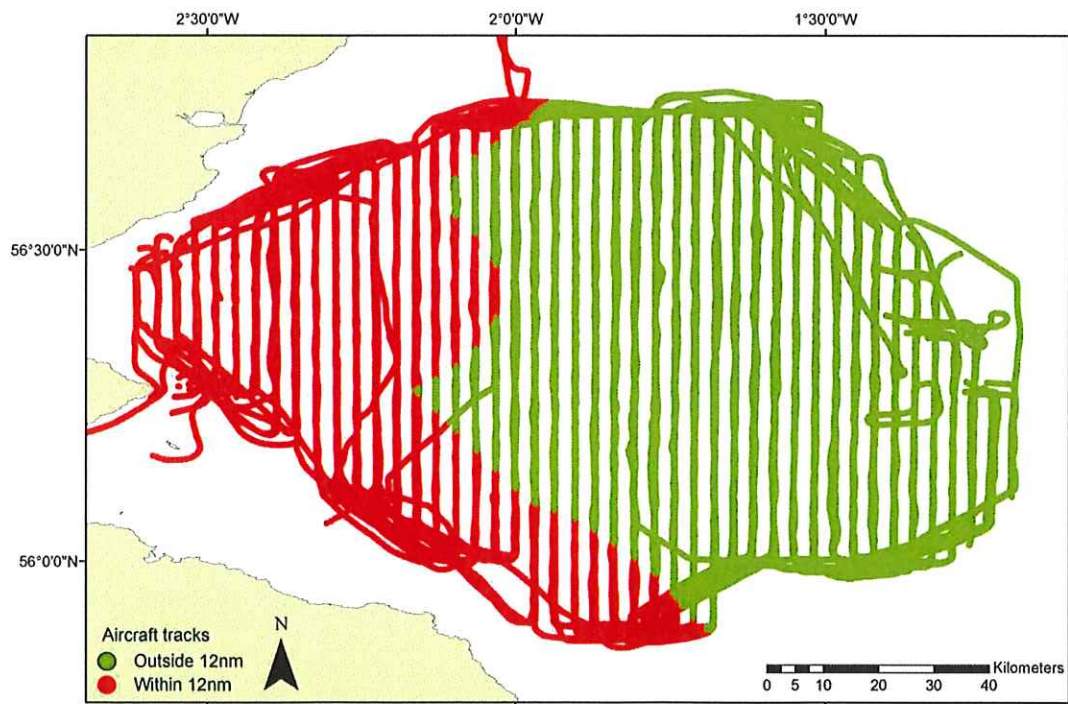 2°30'0"W 2°0'0"W 1°30'0"W
56°30'0"N
56°0'0"N
Aircraft tracks
Outside 12nm
Within 12nm
N
Kilometers
0 5 10 20 30 40